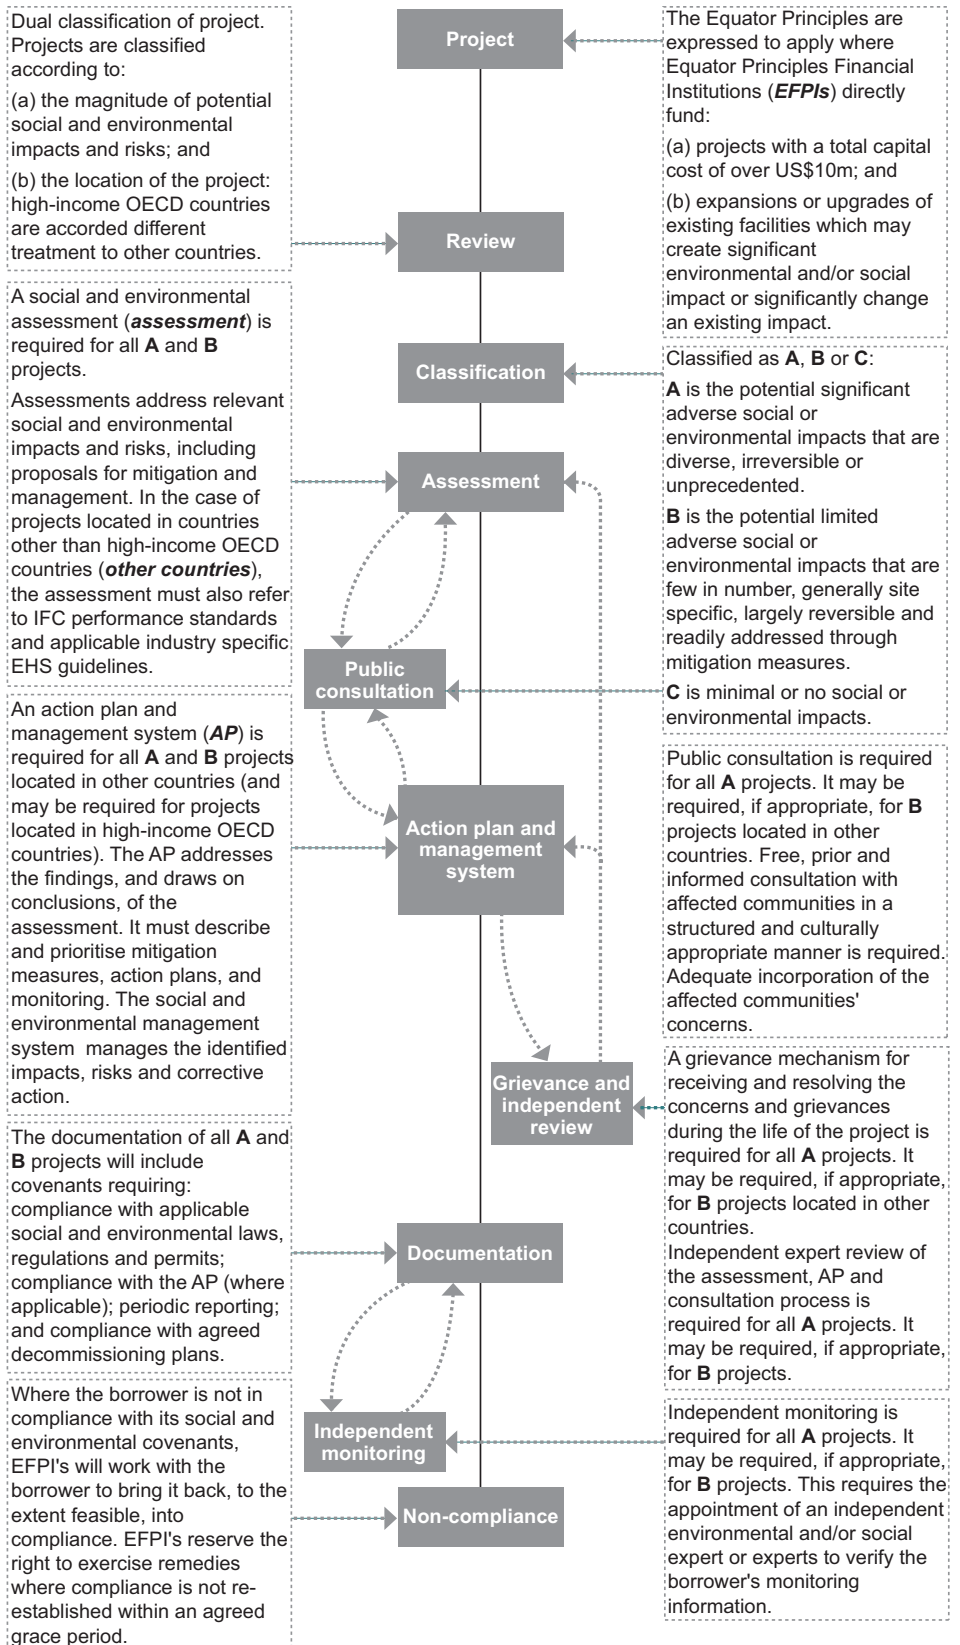 Dual classification of project.
Projects are classified
according to:
(a) the magnitude of potential
social and environmental
impacts and risks; and
(b) the location of the project:
high-income OECD countries
are accorded different
treatment to other countries.
A social and environmental
assessment (assessment) is
required for all A and B
projects.
Assessments address relevant
social and environmental
impacts and risks, including
proposals for mitigation and
management. In the case of
projects located in countries
other than high-income OECD
countries (other countries),
the assessment must also refer
to IFC performance standards
and applicable industry specific
EHS guidelines.
An action plan and
management system (AP) is
required for all A and B projects
located in other countries (and
may be required for projects
located in high-income OECD
countries). The AP addresses
the findings, and draws on
conclusions, of the
assessment. It must describe
and prioritise mitigation
measures, action plans, and
monitoring. The social and
environmental management
system manages the identified
impacts, risks and corrective
action.
The documentation of all A and
B projects will include
covenants requiring:
compliance with applicable
social and environmental laws,
regulations and permits;
compliance with the AP (where
applicable); periodic reporting;
and compliance with agreed
decommissioning plans.
Where the borrower is not in
compliance with its social and
environmental covenants,
EFPI's will work with the
borrower to bring it back, to the
extent feasible, into
compliance. EFPI's reserve the
right to exercise remedies
where compliance is not re-
established within an agreed
grace period.
Project
Review
Classification
Assessment
Public
consultation
Action plan and
management
system
Grievance and
independent
review
Documentation
Independent
monitoring
Non-compliance
The Equator Principles are
expressed to apply where
Equator Principles Financial
Institutions (EFPIs) directly
fund:
(a) projects with a total capital
cost of over US$10m; and
(b) expansions or upgrades of
existing facilities which may
create significant
environmental and/or social
impact or significantly change
an existing impact.
Classified as A, B or C:
A is the potential significant
adverse social or
environmental impacts that are
diverse, irreversible or
unprecedented.
B is the potential limited
adverse social or
environmental impacts that are
few in number, generally site
specific, largely reversible and
readily addressed through
mitigation measures.
C is minimal or no social or
environmental impacts.
Public consultation is required
for all A projects. It may be
required, if appropriate, for B
projects located in other
countries. Free, prior and
informed consultation with
affected communities in a
structured and culturally
appropriate manner is required.
Adequate incorporation of the
affected communities'
concerns.
A grievance mechanism for
receiving and resolving the
concerns and grievances
during the life of the project is
required for all A projects. It
may be required, if appropriate,
for B projects located in other
countries.
Independent expert review of
the assessment, AP and
consultation process is
required for all A projects. It
may be required, if appropriate,
for B projects.
Independent monitoring is
required for all A projects. It
may be required, if appropriate,
for B projects. This requires the
appointment of an independent
environmental and/or social
expert or experts to verify the
borrower's monitoring
information.